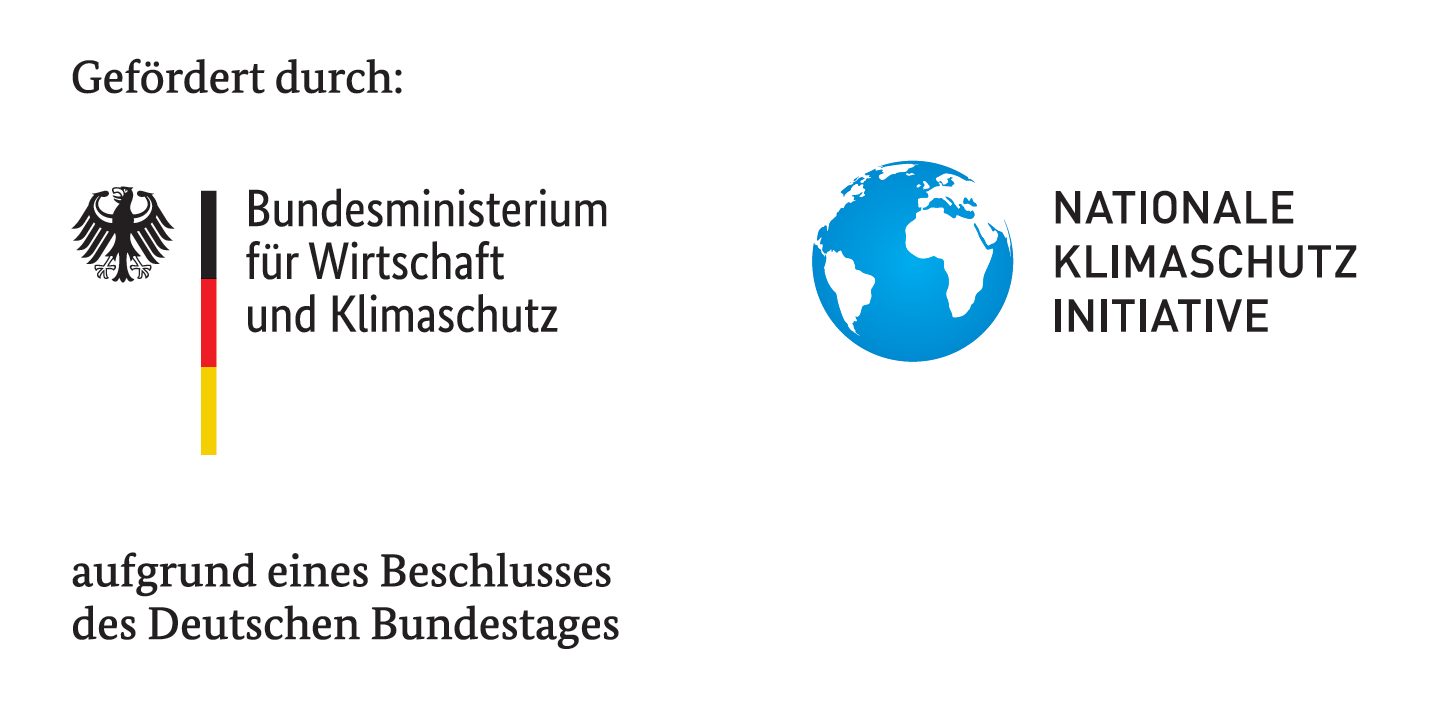 Gefördert durch:
Bundesministerium
für Wirtschaft
und Klimaschutz
NATIONALE
KLIMASCHUTZ
INITIATIVE
aufgrund eines Beschlusses
des Deutschen Bundestages